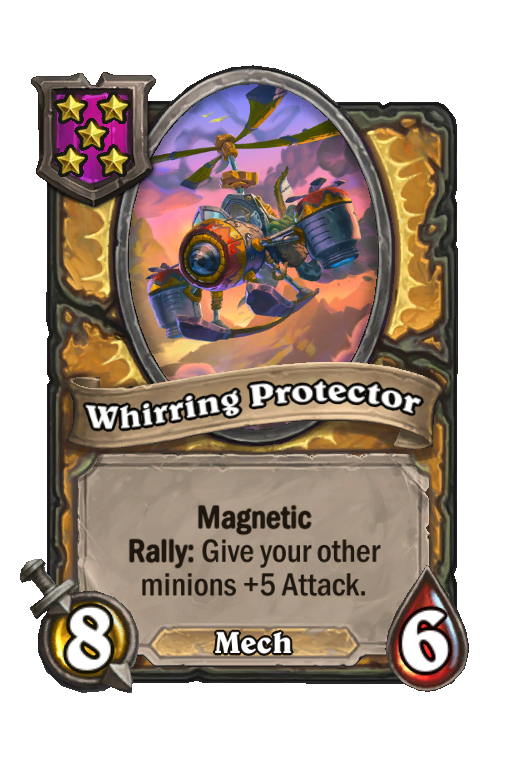 Whirring Protector
Magnetic
Rally: Give your other
minions +5 Attack.
8
Mech
6